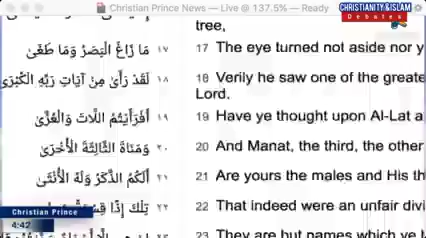 Christian Prince News — Live @ 137.5% — Ready
CHRISTIANITY & ISLAM
Debates
tree,
١٧ مَا زَاغَ الْبَصَرُ وَمَا طَغَىٰ
17 The eye turned not aside nor y
١٨ لَقَدْ رَأَىٰ مِنْ آيَاتِ رَبِّهِ الْكُبْرَىٰ
18 Verily he saw one of the greate
Lord.
١٩ أَفَرَأَيْتُمُ اللَّاتَ وَالْعُزَّىٰ
19 Have ye thought upon Al-Lat a
٢٠ وَمَنَاةَ الثَّالِثَةَ الْأُخْرَىٰ
20 And Manat, the third, the other
٢١ أَلَكُمُ الذَّكَرُ وَلَهُ الْأُنْثَىٰ
21 Are yours the males and His th
٢٢ تِلْكَ إِذًا قِسْمَةٌ
22 That indeed were an unfair divi
23 They are but names which ye
Christian Prince
4:42